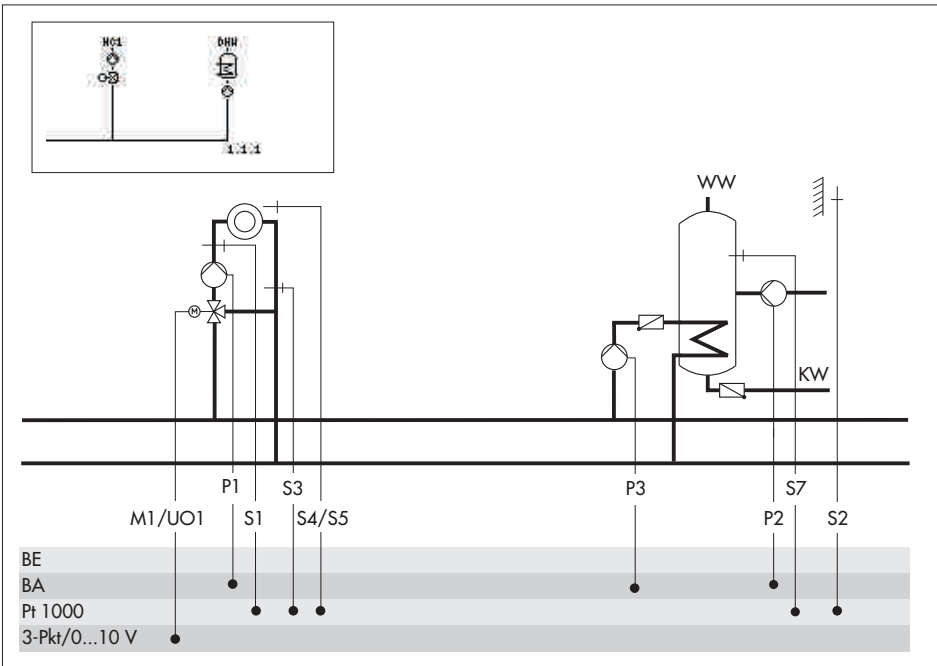 HC1 DHW
1.1.1
WW
M
KW
P1 S3 P3 S7
M1/UO1 S1 S4/S5 P2 S2
BE
BA
Pt 1000
3-Pkt/0...10 V